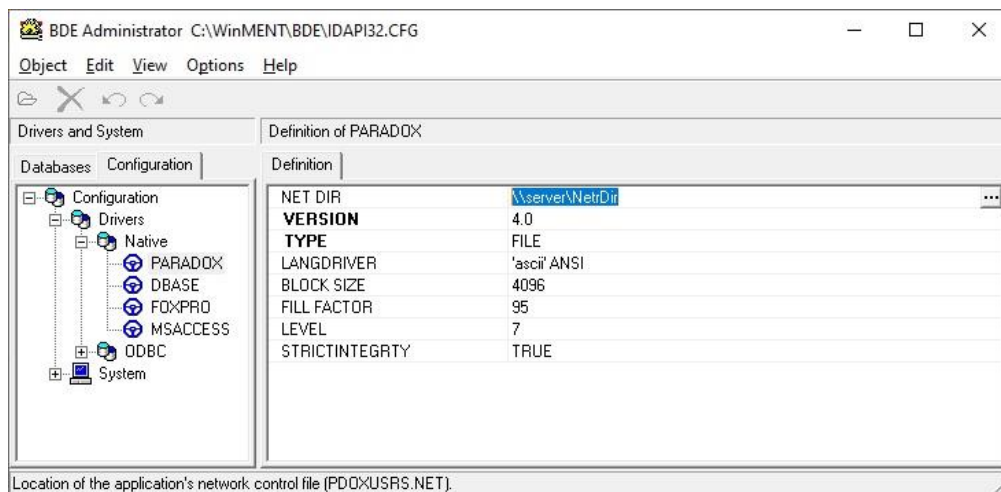 BDE Administrator C:\WinMENT\BDE\IDAPI32.CFG
Object Edit View Options Help
Drivers and System
Definition of PARADOX
Databases Configuration
Definition
Configuration
Drivers
Native
PARADOX
DBASE
FOXPRO
MSACCESS
ODBC
System
NET DIR \\server\NetrDir ...
VERSION 4.0
TYPE FILE
LANGDRIVER 'ascii' ANSI
BLOCK SIZE 4096
FILL FACTOR 95
LEVEL 7
STRICTINTEGRTY TRUE
Location of the application's network control file (PDOXUSRS.NET).